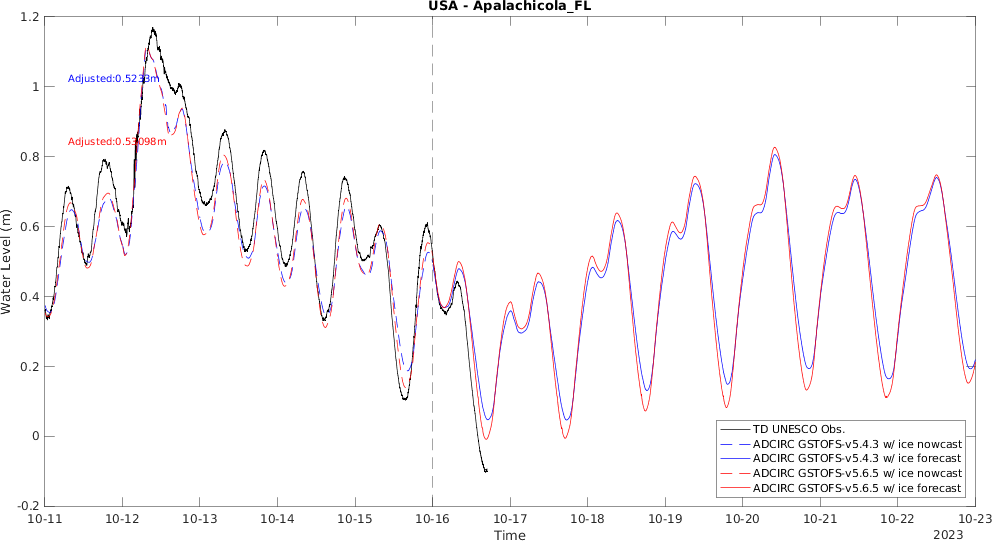 USA - Apalachicola_FL
1.2
1
0.8
0.6
0.4
0.2
0
-0.2
Water Level (m)
Adjusted:0.5233m
Adjusted:0.53098m
TD UNESCO Obs.
ADCIRC GSTOFS-v5.4.3 w/ ice nowcast
ADCIRC GSTOFS-v5.4.3 w/ ice forecast
ADCIRC GSTOFS-v5.6.5 w/ ice nowcast
ADCIRC GSTOFS-v5.6.5 w/ ice forecast
10-11 10-12 10-13 10-14 10-15 10-16 10-17 10-18 10-19 10-20 10-21 10-22 10-23
Time
2023